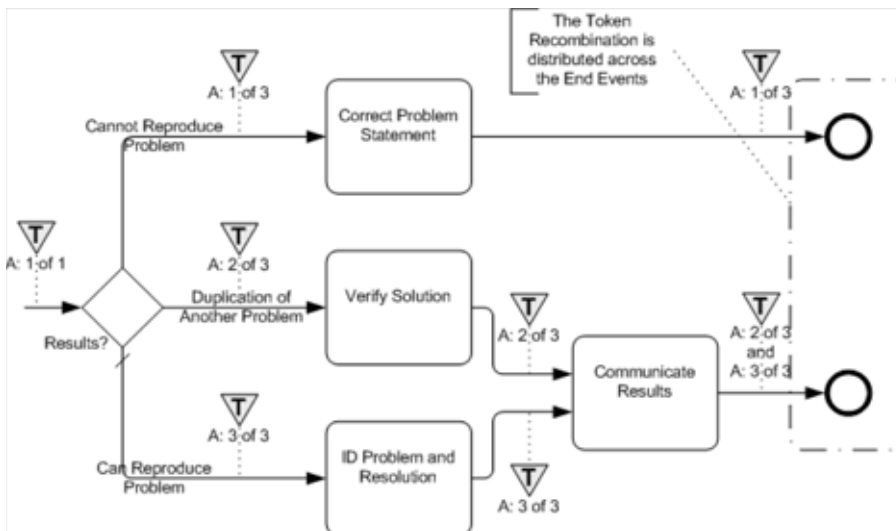 The Token
Recombination is
distributed across
the End Events
T
A: 1 of 3
T
A: 1 of 3
Cannot Reproduce
Problem
Correct Problem
Statement
T
A: 1 of 1
T
A: 2 of 3
Duplication of
Another Problem
Verify Solution
T
A: 2 of 3
T
A: 2 of 3
and
A: 3 of 3
Results?
Communicate
Results
T
A: 3 of 3
Can Reproduce
Problem
ID Problem and
Resolution
T
A: 3 of 3